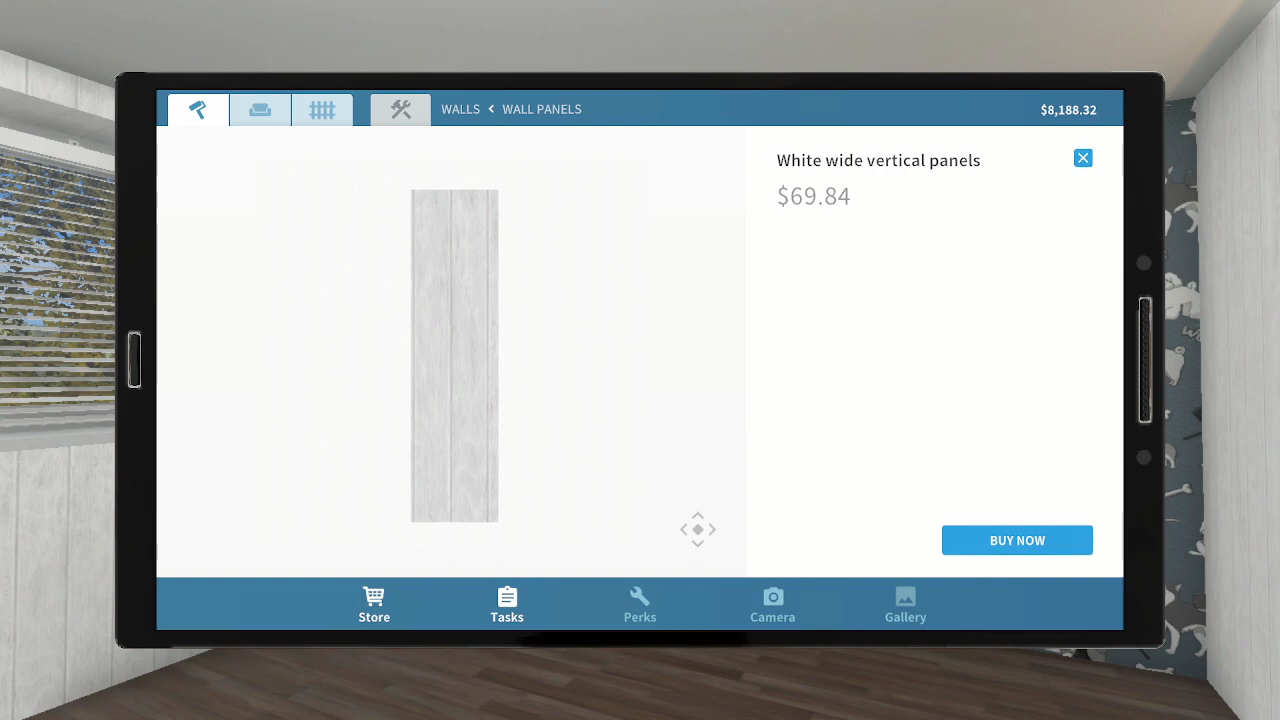 WALLS < WALL PANELS
$8,188.32
White wide vertical panels
$69.84
BUY NOW
Store
Tasks
Perks
Camera
Gallery